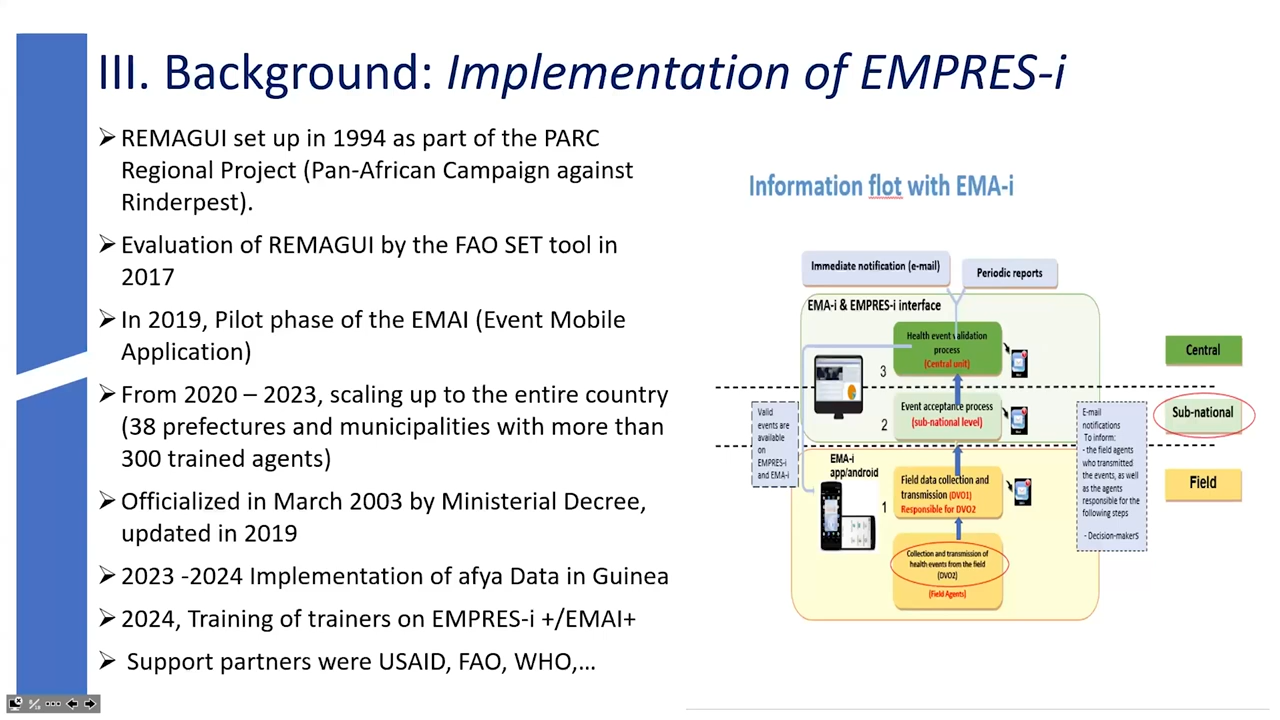 III. Background: Implementation of EMPRES-i
➢ REMAGUI set up in 1994 as part of the PARC
Regional Project (Pan-African Campaign against
Rinderpest).
➢ Evaluation of REMAGUI by the FAO SET tool in
2017
➢ In 2019, Pilot phase of the EMAI (Event Mobile
Application)
➢ From 2020 – 2023, scaling up to the entire country
(38 prefectures and municipalities with more than
300 trained agents)
➢ Officialized in March 2003 by Ministerial Decree,
updated in 2019
➢ 2023 -2024 Implementation of afya Data in Guinea
➢ 2024, Training of trainers on EMPRES-i +/EMAI+
➢ Support partners were USAID, FAO, WHO,...
Information flot with EMA-i
Immediate notification (e-mail)
Periodic reports
EMA-i & EMPRES-i interface
Health event validation
process
(Central unit)
3
Central
Event acceptance process
(sub-national level)
2
Sub-national
Valid
events are
available
on
EMPRES-i
and EMA-i
E-mail
notifications
To inform:
- the field agents
who transmitted
the events, as well
as the agents
responsible for the
following steps
- Decision-makers
EMA-i
app/android
Field data collection and
transmission (DVO1)
Responsible for DVO2
1
Field
Collection and transmission of
health events from the field
(DVO2)
(Field Agents)